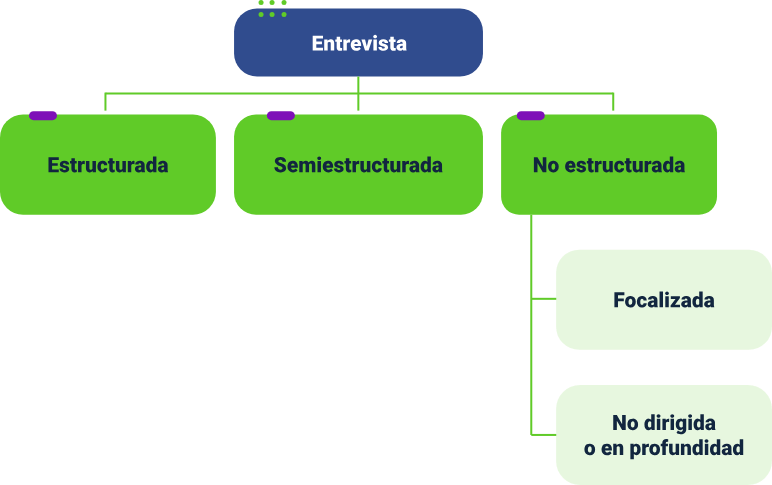 Entrevista
Estructurada
Semiestructurada
No estructurada
Focalizada
No dirigida
o en profundidad